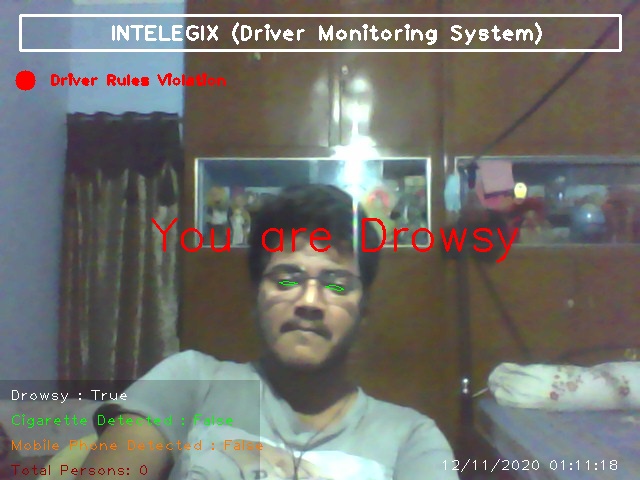 INTELEGIX (Driver Monitoring System)
Driver Rules Violation
You are Drowsy
Drowsy : True
Cigarette Detected : False
Mobile Phone Detected : False
Total Persons: 0
12/11/2020 01:11:18